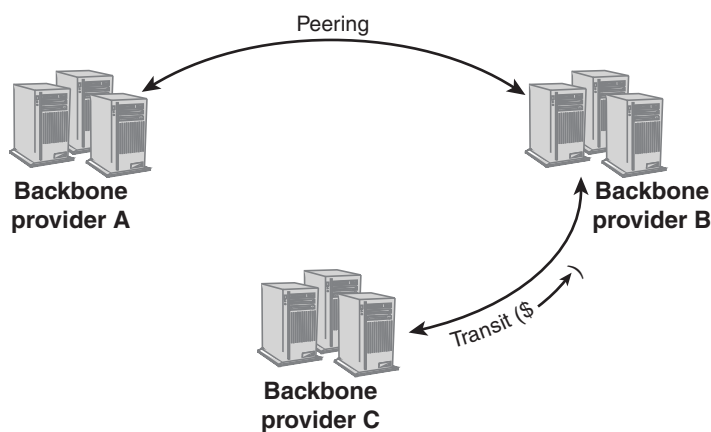 Peering
Backbone
provider A
Backbone
provider B
Transit ($ )
Backbone
provider C